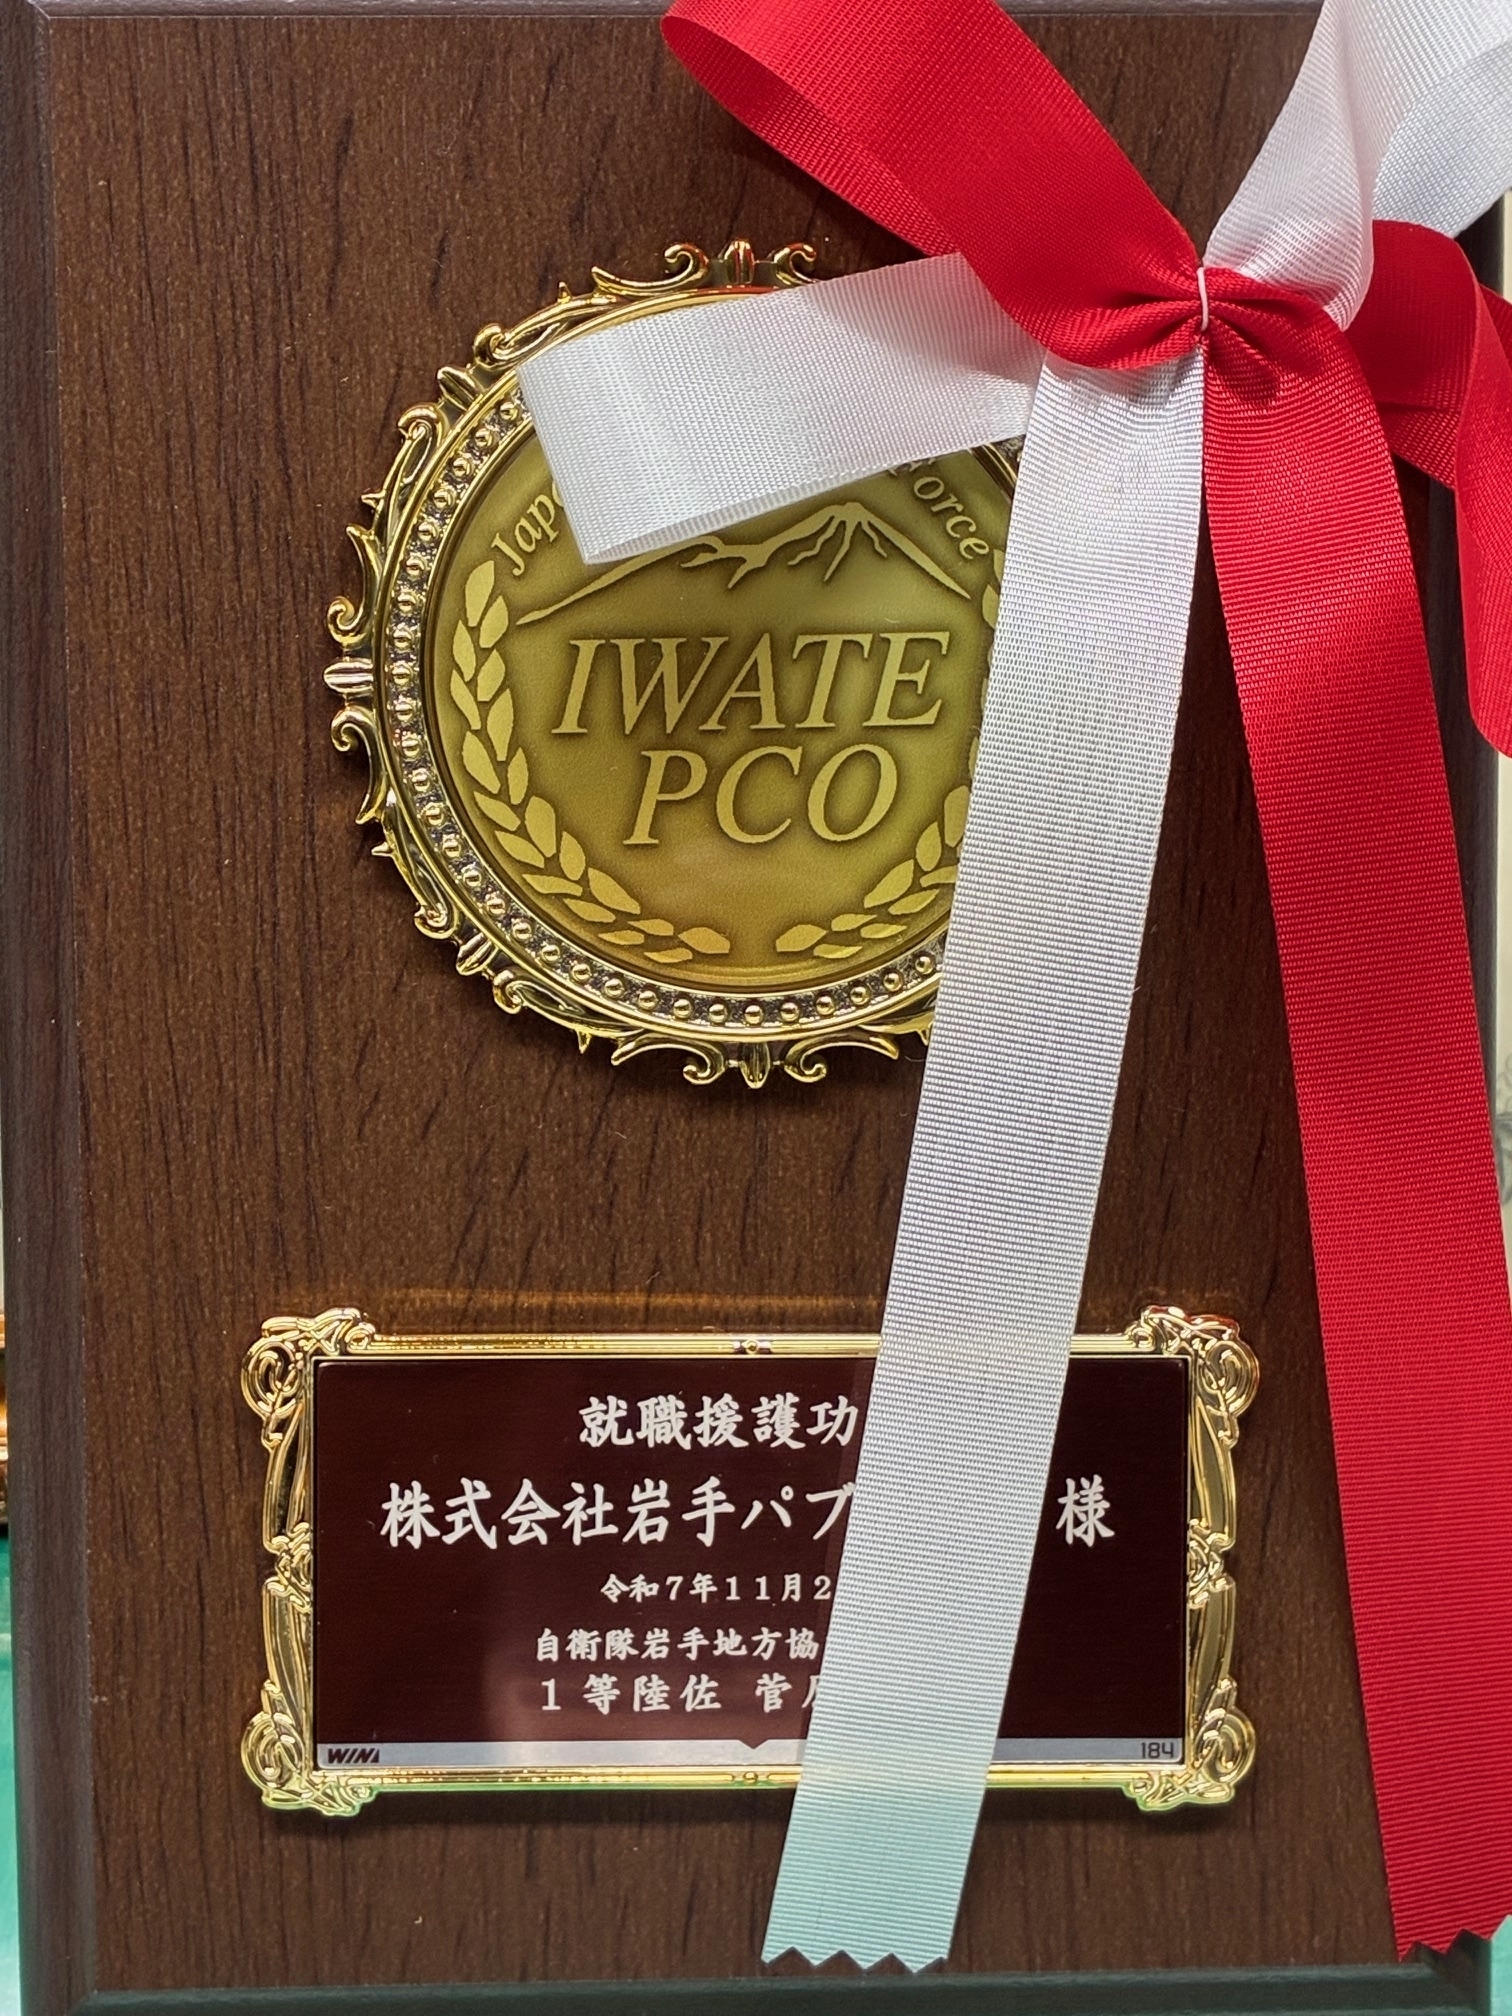 Force
IWATE
PCO
就職援護功
株式会社岩手パブ 様
令和7年11月2
自衛隊岩手地方協
1等陸佐 菅
184